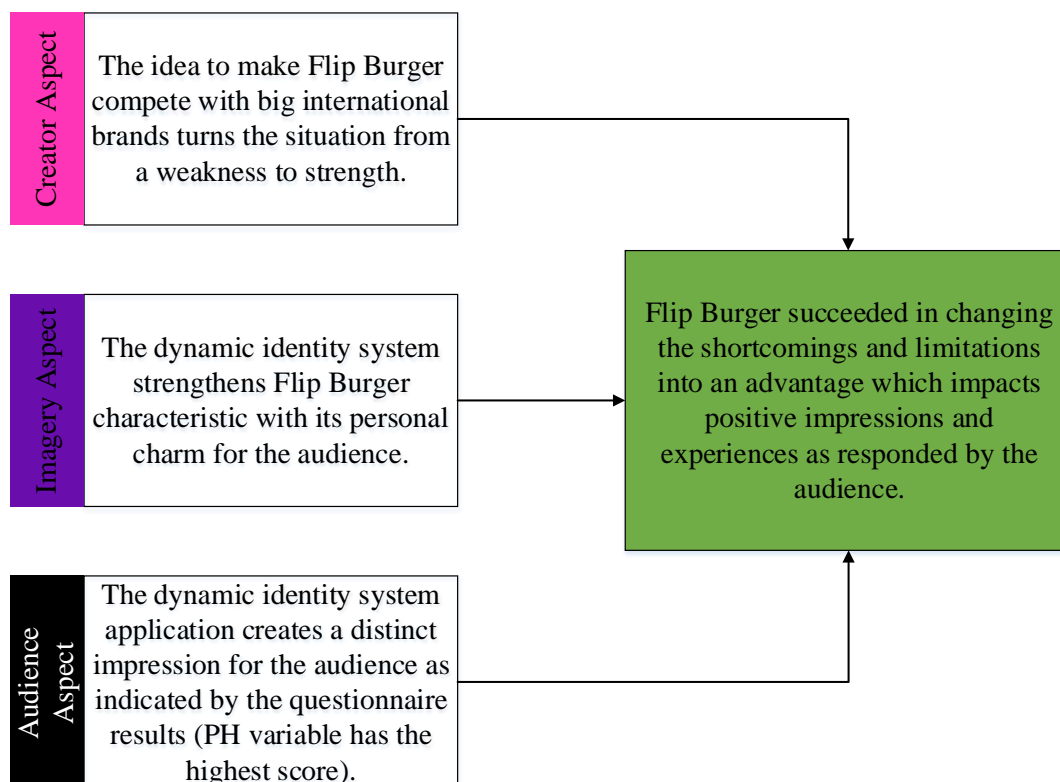 Creator Aspect
The idea to make Flip Burger
compete with big international
brands turns the situation from
a weakness to strength.
Imagery Aspect
The dynamic identity system
strengthens Flip Burger
characteristic with its personal
charm for the audience.
Flip Burger succeeded in changing
the shortcomings and limitations
into an advantage which impacts
positive impressions and
experiences as responded by the
audience.
Audience
Aspect
The dynamic identity system
application creates a distinct
impression for the audience as
indicated by the questionnaire
results (PH variable has the
highest score).